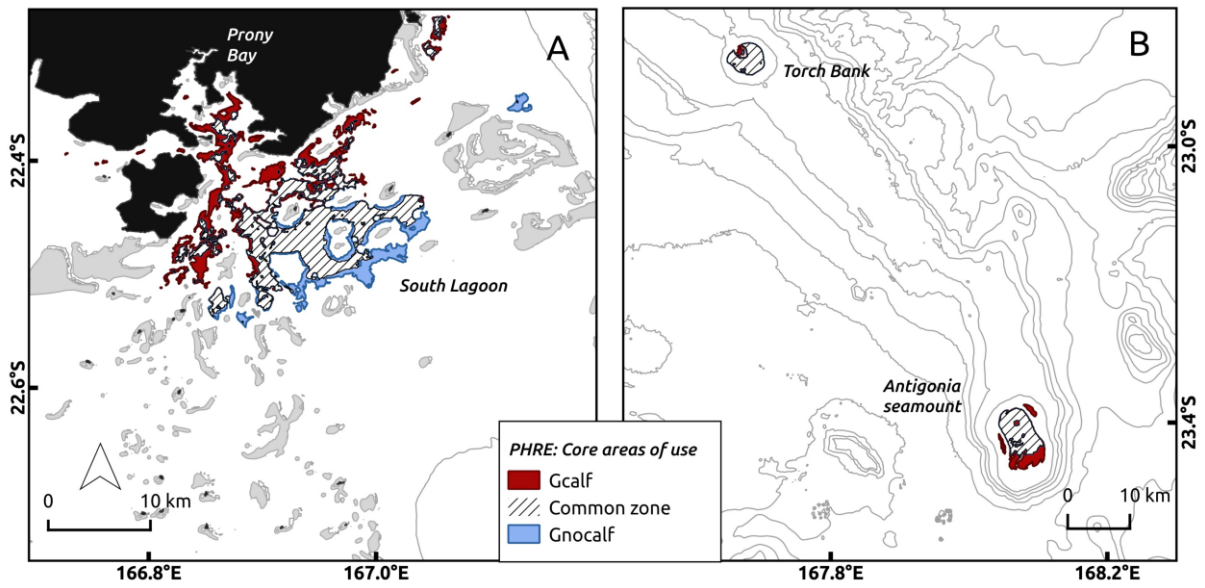 A
B
Prony
Bay
Torch Bank
South Lagoon
Antigonia
seamount
22.4°S
22.6°S
23.0°S
23.4°S
0 10 km
0 10 km
PHRE: Core areas of use
Gcalf
Common zone
Gnocalf
166.8°E 167.0°E 167.8°E 168.2°E